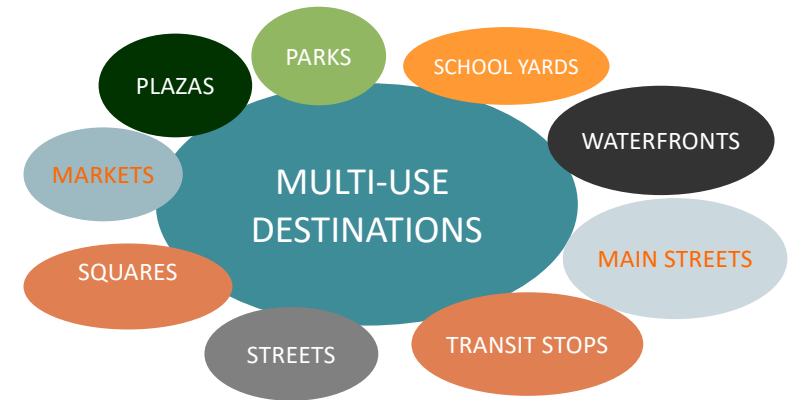 PARKS
SCHOOL YARDS
PLAZAS
WATERFRONTS
MARKETS
MULTI-USE
DESTINATIONS
MAIN STREETS
SQUARES
TRANSIT STOPS
STREETS